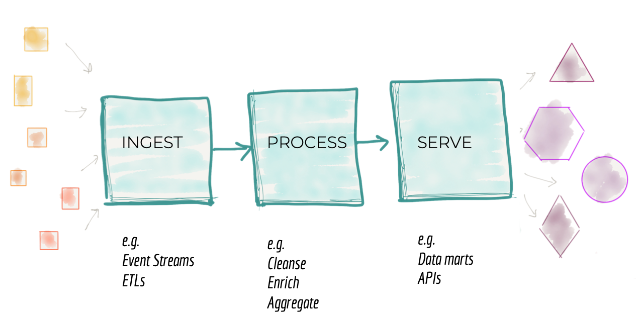 INGEST
PROCESS
SERVE
e.g.
Event Streams
ETLs
e.g.
Cleanse
Enrich
Aggregate
e.g.
Data marts
APIs